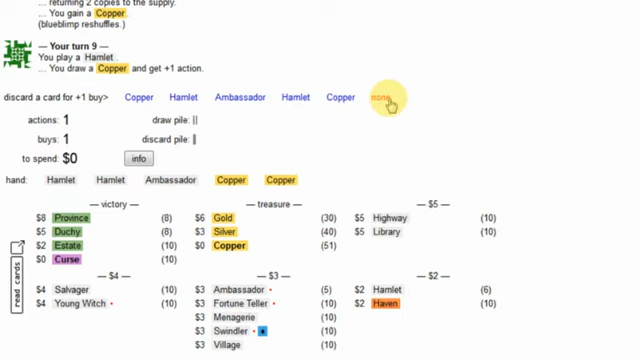 returning 2 copies to the supply.
... You gain a Copper.
(blueblimp reshuffles.)
— Your turn 9 —
You play a Hamlet.
... You draw a Copper and get +1 action.
discard a card for +1 buy> Copper Hamlet Ambassador Hamlet Copper none
actions: 1 draw pile: ||
buys: 1 discard pile: ||
to spend: $0 info
hand: Hamlet Hamlet Ambassador Copper Copper
— victory — — treasure — — $5 —
$8 Province (8) $6 Gold (30) $5 Highway (10)
$5 Duchy (8) $3 Silver (40) $5 Library (10)
$2 Estate (10) $0 Copper (51)
$0 Curse (10)
— $4 — — $3 — — $2 —
$4 Salvager (10) $3 Ambassador (5) $2 Hamlet (6)
$4 Young Witch (10) $3 Fortune Teller (10) $2 Haven (10)
$3 Menagerie (10)
$3 Swindler (10)
$3 Village (10)
read cards